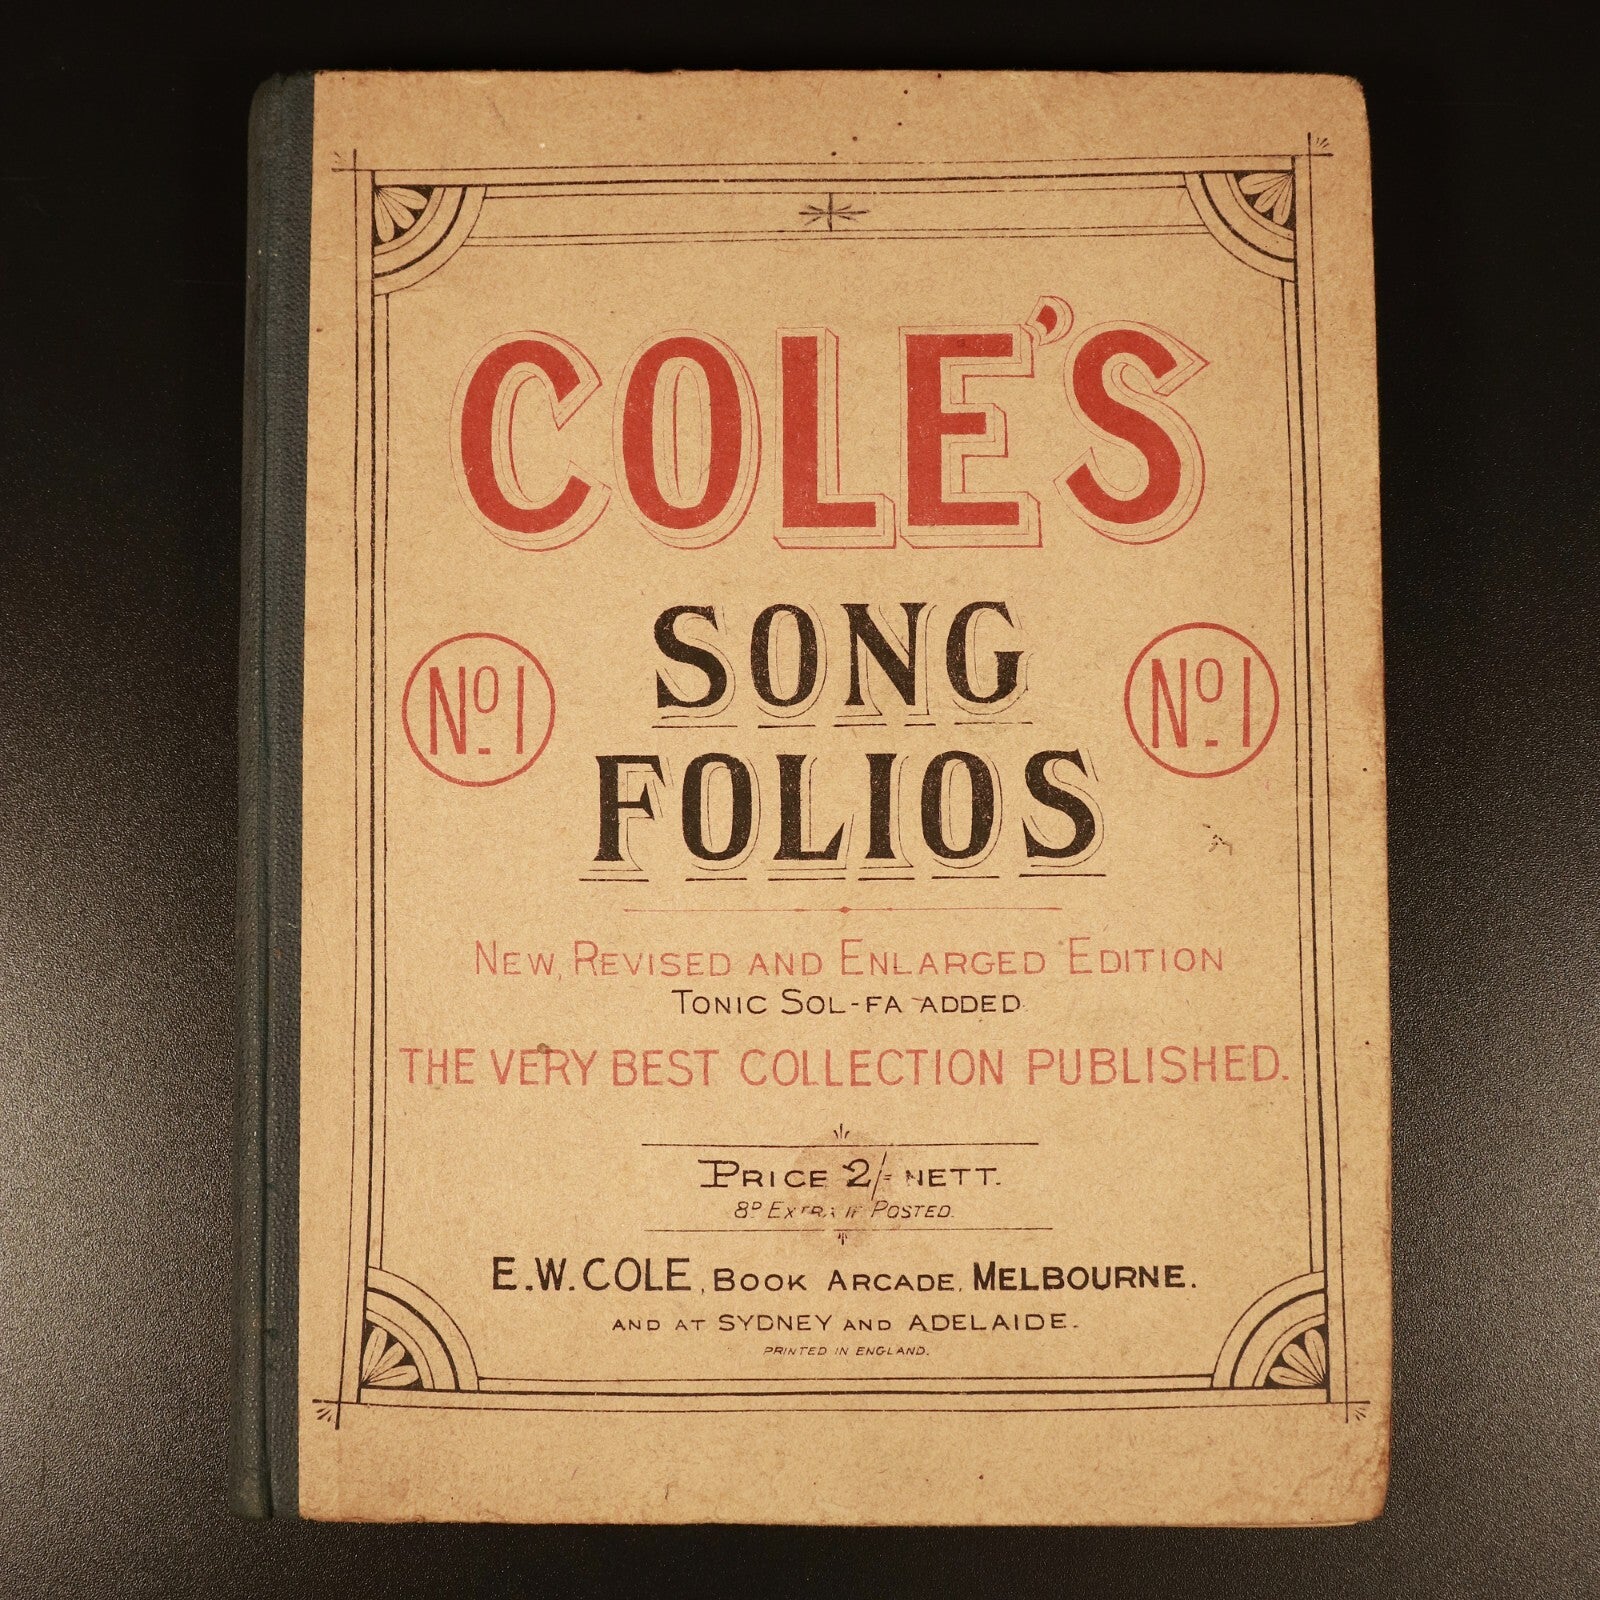 COLE'S
SONG
No 1 No 1
FOLIOS
NEW, REVISED AND ENLARGED EDITION
TONIC SOL-FA ADDED.
THE VERY BEST COLLECTION PUBLISHED.
PRICE 2/= NETT.
8D EXTRA IF POSTED.
E.W. COLE, BOOK ARCADE, MELBOURNE.
AND AT SYDNEY AND ADELAIDE.
PRINTED IN ENGLAND.